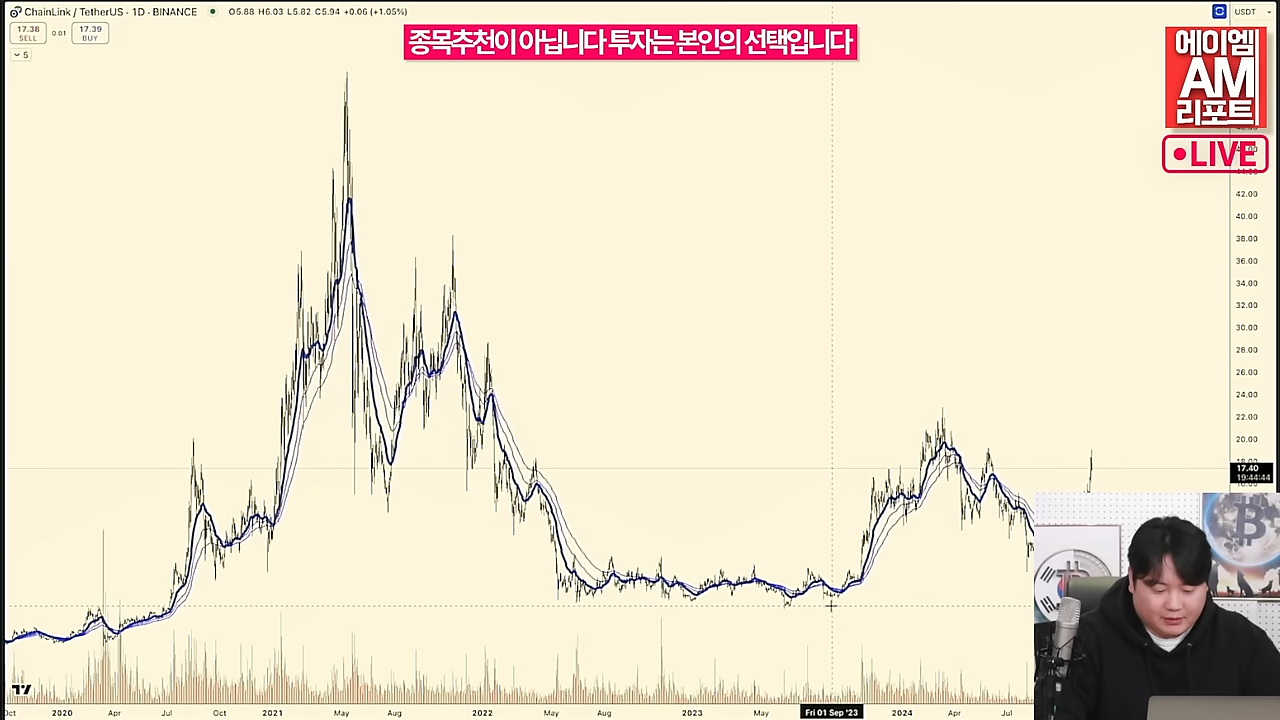 ChainLink / TetherUS · 1D · BINANCE
O5.88 H6.03 L5.82 C5.94 +0.06 (+1.05%)
USDT
17.38
SELL
0.01
17.39
BUY
5
종목추천이 아닙니다 투자는 본인의 선택입니다
에이엠
AM
리포트
LIVE
42.00
40.00
38.00
36.00
34.00
32.00
30.00
28.00
26.00
24.00
22.00
20.00
17.40
19:44:44
Oct
2020
Apr
Jul
Oct
2021
May
Aug
2022
May
Aug
2023
May
Fri 01 Sep '23
2024
Apr
Jul